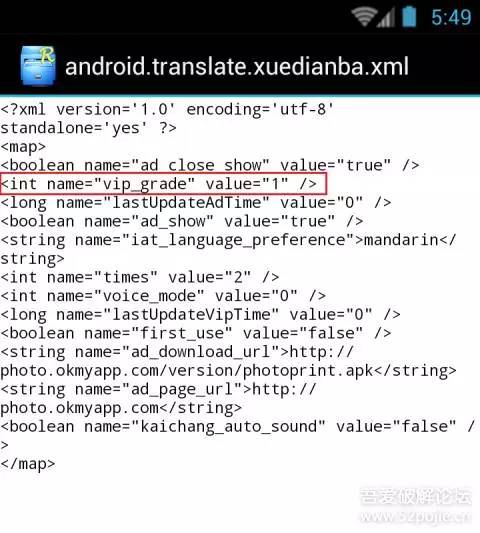 5:49
R
android.translate.xuedianba.xml
<?xml version='1.0' encoding='utf-8'
standalone='yes' ?>
<map>
<boolean name="ad_close_show" value="true" />
<int name="vip_grade" value="1" />
<long name="lastUpdateAdTime" value="0" />
<boolean name="ad_show" value="true" />
<string name="iat_language_preference">mandarin</
string>
<int name="times" value="2" />
<int name="voice_mode" value="0" />
<long name="lastUpdateVipTime" value="0" />
<boolean name="first_use" value="false" />
<string name="ad_download_url">http://
photo.okmyapp.com/version/photoprint.apk</string>
<string name="ad_page_url">http://
photo.okmyapp.com</string>
<boolean name="kaichang_auto_sound" value="false" /
>
</map>
吾爱破解论坛
www.52pojie.cn